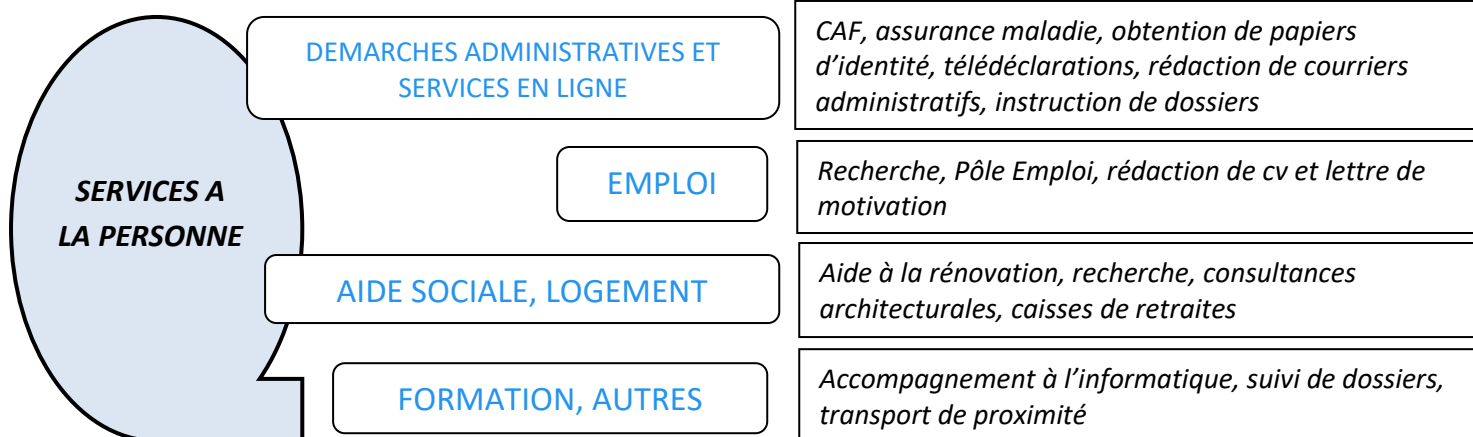 SERVICES A
LA PERSONNE
DEMARCHES ADMINISTRATIVES ET
SERVICES EN LIGNE
CAF, assurance maladie, obtention de papiers
d’identité, télédéclarations, rédaction de courriers
administratifs, instruction de dossiers
EMPLOI
Recherche, Pôle Emploi, rédaction de cv et lettre de
motivation
AIDE SOCIALE, LOGEMENT
Aide à la rénovation, recherche, consultances
architecturales, caisses de retraites
FORMATION, AUTRES
Accompagnement à l’informatique, suivi de dossiers,
transport de proximité